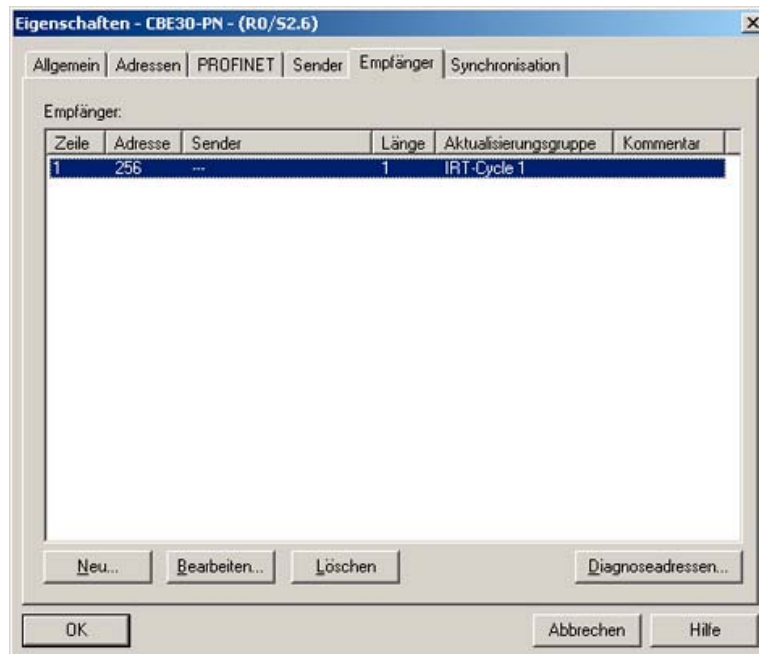 Eigenschaften - CBE30-PN - (R0/S2.6)
Allgemein Adressen PROFINET Sender Empfänger Synchronisation
Empfänger:
Zeile Adresse Sender Länge Aktualisierungsgruppe Kommentar
1 256 --- 1 IRT-Cycle 1
Neu... Bearbeiten... Löschen Diagnoseadressen...
OK Abbrechen Hilfe